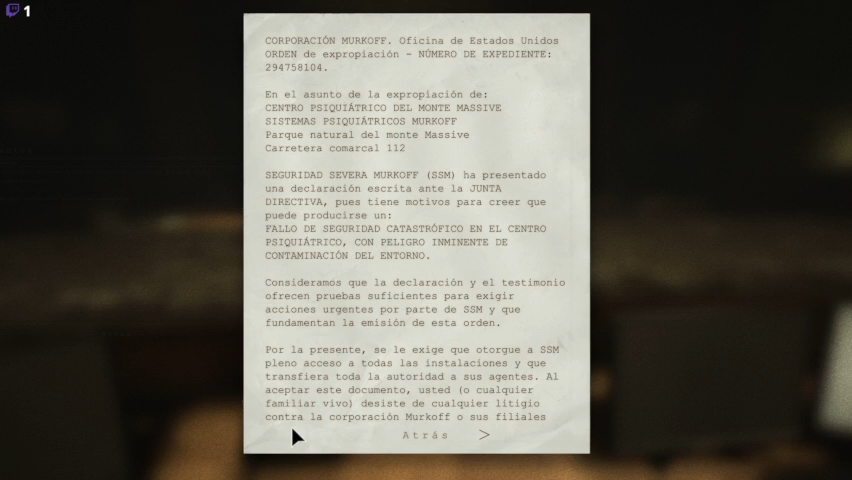 1
CORPORACIÓN MURKOFF. Oficina de Estados Unidos
ORDEN de expropiación - NÚMERO DE EXPEDIENTE:
294758104.
En el asunto de la expropiación de:
CENTRO PSIQUIÁTRICO DEL MONTE MASSIVE
SISTEMAS PSIQUIÁTRICOS MURKOFF
Parque natural del monte Massive
Carretera comarcal 112
SEGURIDAD SEVERA MURKOFF (SSM) ha presentado
una declaración escrita ante la JUNTA
DIRECTIVA, pues tiene motivos para creer que
puede producirse un:
FALLO DE SEGURIDAD CATASTRÓFICO EN EL CENTRO
PSIQUIÁTRICO, CON PELIGRO INMINENTE DE
CONTAMINACIÓN DEL ENTORNO.
Consideramos que la declaración y el testimonio
ofrecen pruebas suficientes para exigir
acciones urgentes por parte de SSM y que
fundamentan la emisión de esta orden.
Por la presente, se le exige que otorgue a SSM
pleno acceso a todas las instalaciones y que
transfiera toda la autoridad a sus agentes. Al
aceptar este documento, usted (o cualquier
familiar vivo) desiste de cualquier litigio
contra la corporación Murkoff o sus filiales
Atrás >